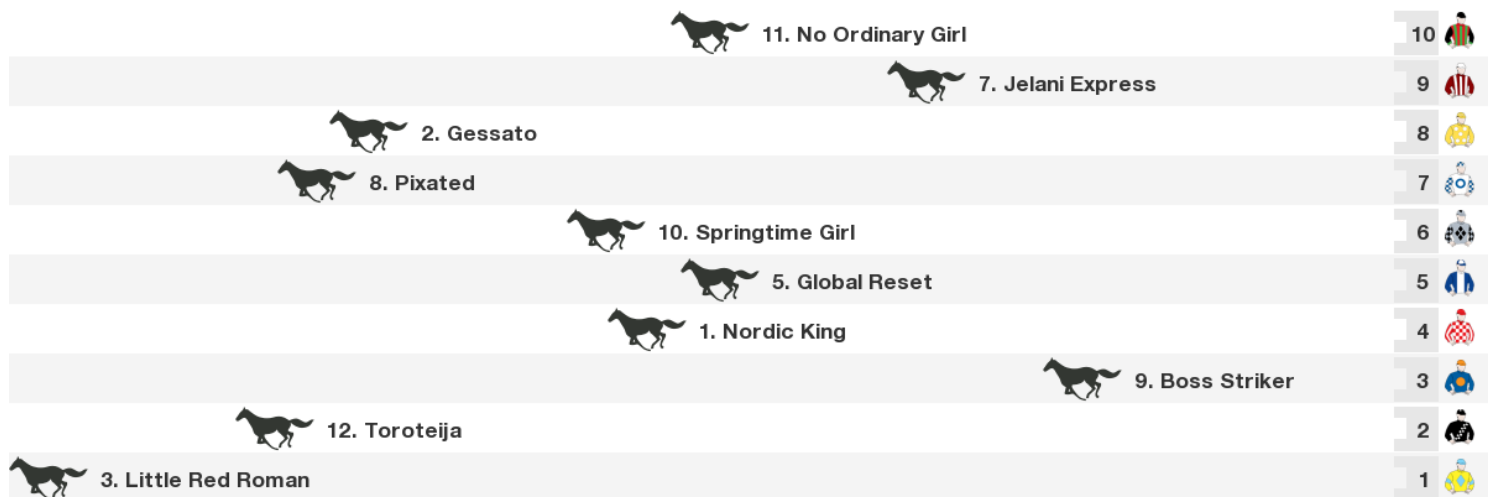 11. No Ordinary Girl 10
7. Jelani Express 9
2. Gessato 8
8. Pixated 7
10. Springtime Girl 6
5. Global Reset 5
1. Nordic King 4
9. Boss Striker 3
12. Toroteija 2
3. Little Red Roman 1